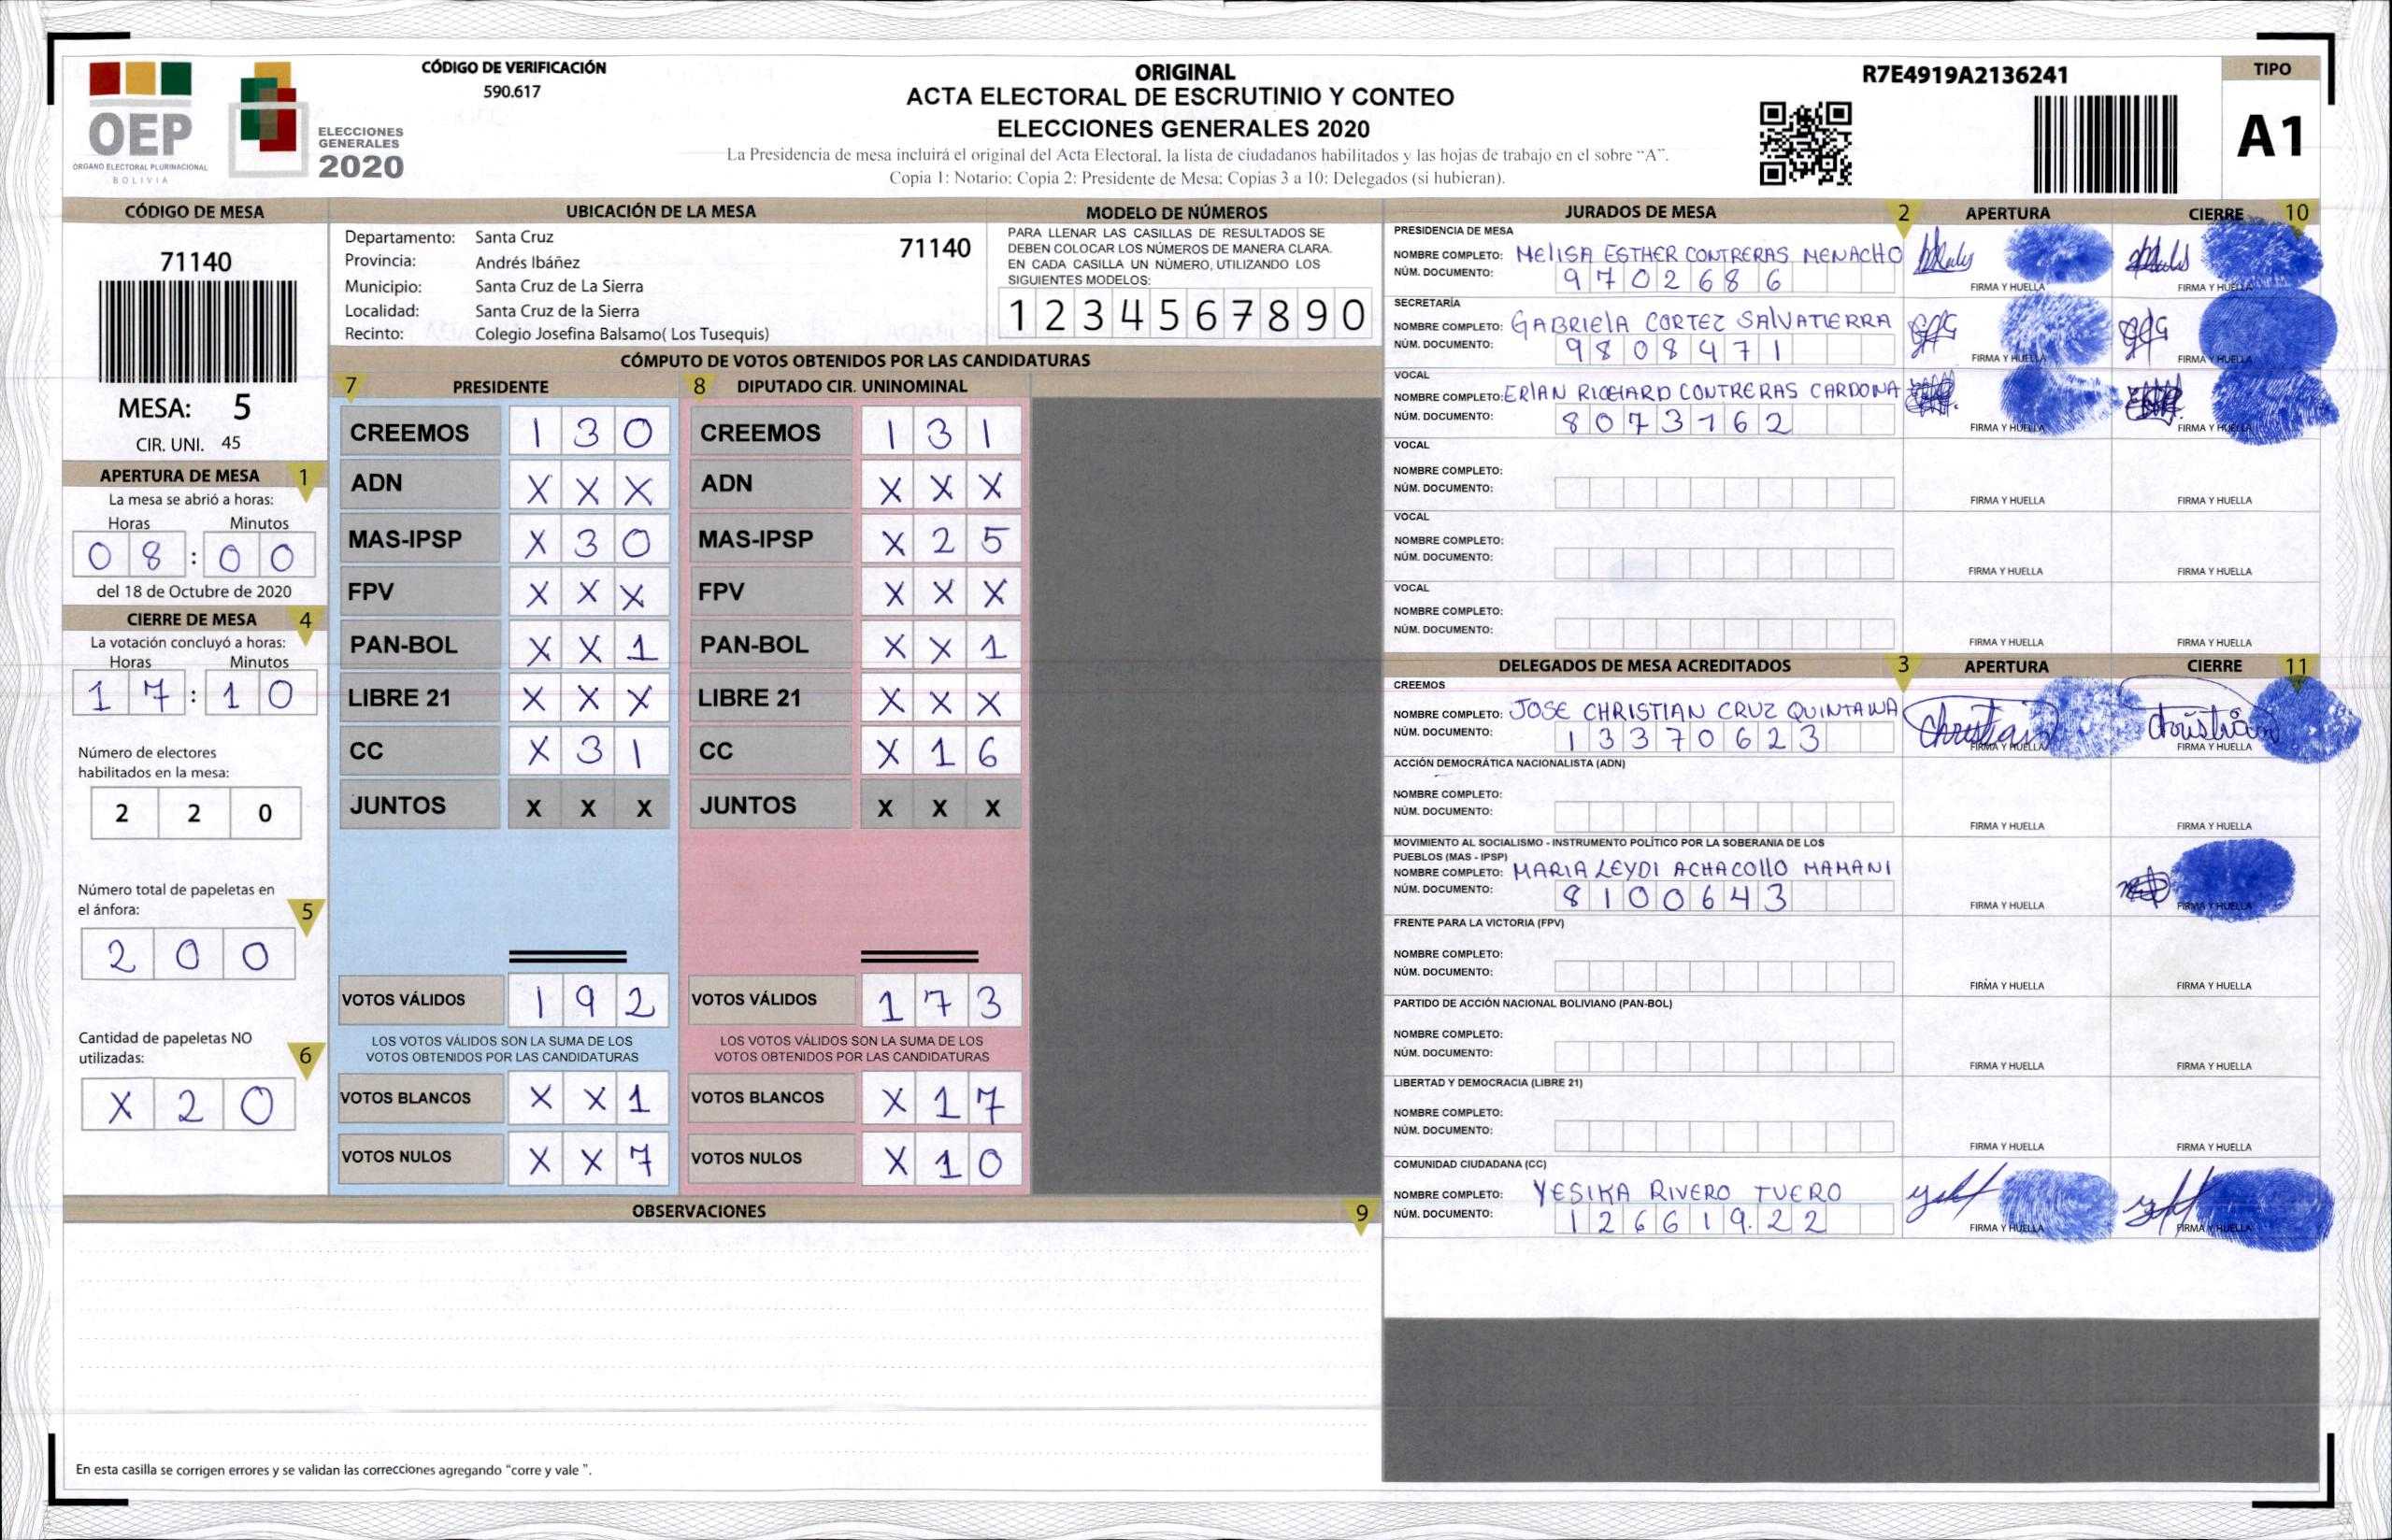 OEP
ÓRGANO ELECTORAL PLURINACIONAL
BOLIVIA
ELECCIONES
GENERALES
2020
CÓDIGO DE VERIFICACIÓN
590.617
ORIGINAL
ACTA ELECTORAL DE ESCRUTINIO Y CONTEO
ELECCIONES GENERALES 2020
La Presidencia de mesa incluirá el original del Acta Electoral, la lista de ciudadanos habilitados y las hojas de trabajo en el sobre “A”.
Copia 1: Notario; Copia 2: Presidente de Mesa; Copias 3 a 10: Delegados (si hubieran).
R7E4919A2136241
TIPO
A1
CÓDIGO DE MESA
71140
MESA: 5
CIR. UNI. 45
APERTURA DE MESA 1
La mesa se abrió a horas:
Horas Minutos
0 8 : 0 0
del 18 de Octubre de 2020
CIERRE DE MESA 4
La votación concluyó a horas:
Horas Minutos
1 7 : 1 0
Número de electores
habilitados en la mesa:
2 2 0
Número total de papeletas en
el ánfora: 5
2 0 0
Cantidad de papeletas NO
utilizadas: 6
X 2 0
UBICACIÓN DE LA MESA
Departamento: Santa Cruz 71140
Provincia: Andrés Ibáñez
Municipio: Santa Cruz de La Sierra
Localidad: Santa Cruz de la Sierra
Recinto: Colegio Josefina Balsamo( Los Tusequis)
MODELO DE NÚMEROS
PARA LLENAR LAS CASILLAS DE RESULTADOS SE
DEBEN COLOCAR LOS NÚMEROS DE MANERA CLARA.
EN CADA CASILLA UN NÚMERO, UTILIZANDO LOS
SIGUIENTES MODELOS:
1 2 3 4 5 6 7 8 9 0
CÓMPUTO DE VOTOS OBTENIDOS POR LAS CANDIDATURAS
7 PRESIDENTE 8 DIPUTADO CIR. UNINOMINAL
CREEMOS 1 3 0 CREEMOS 1 3 1
ADN X X X ADN X X X
MAS-IPSP X 3 0 MAS-IPSP X 2 5
FPV X X X FPV X X X
PAN-BOL X X 1 PAN-BOL X X 1
LIBRE 21 X X X LIBRE 21 X X X
CC X 3 1 CC X 1 6
JUNTOS X X X JUNTOS X X X
VOTOS VÁLIDOS 1 9 2 VOTOS VÁLIDOS 1 7 3
LOS VOTOS VÁLIDOS SON LA SUMA DE LOS LOS VOTOS VÁLIDOS SON LA SUMA DE LOS
VOTOS OBTENIDOS POR LAS CANDIDATURAS VOTOS OBTENIDOS POR LAS CANDIDATURAS
VOTOS BLANCOS X X 1 VOTOS BLANCOS X 1 7
VOTOS NULOS X X 7 VOTOS NULOS X 1 0
OBSERVACIONES 9
En esta casilla se corrigen errores y se validan las correcciones agregando “corre y vale ”.
JURADOS DE MESA 2 APERTURA CIERRE 10
PRESIDENCIA DE MESA
NOMBRE COMPLETO: MELISA ESTHER CONTRERAS MENACHO
NÚM. DOCUMENTO: 9 7 0 2 6 8 6
FIRMA Y HUELLA FIRMA Y HUELLA
SECRETARÍA
NOMBRE COMPLETO: GABRIELA CORTEZ SALVATIERRA
NÚM. DOCUMENTO: 9 8 0 8 4 7 1
FIRMA Y HUELLA FIRMA Y HUELLA
VOCAL
NOMBRE COMPLETO: ERIAN RICHARD CONTRERAS CARDONA
NÚM. DOCUMENTO: 8 0 7 3 1 6 2
FIRMA Y HUELLA FIRMA Y HUELLA
VOCAL
NOMBRE COMPLETO:
NÚM. DOCUMENTO:
FIRMA Y HUELLA FIRMA Y HUELLA
VOCAL
NOMBRE COMPLETO:
NÚM. DOCUMENTO:
FIRMA Y HUELLA FIRMA Y HUELLA
VOCAL
NOMBRE COMPLETO:
NÚM. DOCUMENTO:
FIRMA Y HUELLA FIRMA Y HUELLA
DELEGADOS DE MESA ACREDITADOS 3 APERTURA CIERRE 11
CREEMOS
NOMBRE COMPLETO: JOSE CHRISTIAN CRUZ QUINTANA
NÚM. DOCUMENTO: 1 3 3 7 0 6 2 3
Christian Christian
FIRMA Y HUELLA FIRMA Y HUELLA
ACCIÓN DEMOCRÁTICA NACIONALISTA (ADN)
NOMBRE COMPLETO:
NÚM. DOCUMENTO:
FIRMA Y HUELLA FIRMA Y HUELLA
MOVIMIENTO AL SOCIALISMO - INSTRUMENTO POLÍTICO POR LA SOBERANIA DE LOS
PUEBLOS (MAS - IPSP)
NOMBRE COMPLETO: MARIA LEYDI ACHACOLLO MAMANI
NÚM. DOCUMENTO: 8 1 0 0 6 4 3
FIRMA Y HUELLA FIRMA Y HUELLA
FRENTE PARA LA VICTORIA (FPV)
NOMBRE COMPLETO:
NÚM. DOCUMENTO:
FIRMA Y HUELLA FIRMA Y HUELLA
PARTIDO DE ACCIÓN NACIONAL BOLIVIANO (PAN-BOL)
NOMBRE COMPLETO:
NÚM. DOCUMENTO:
FIRMA Y HUELLA FIRMA Y HUELLA
LIBERTAD Y DEMOCRACIA (LIBRE 21)
NOMBRE COMPLETO:
NÚM. DOCUMENTO:
FIRMA Y HUELLA FIRMA Y HUELLA
COMUNIDAD CIUDADANA (CC)
NOMBRE COMPLETO: YESIKA RIVERO TUERO
NÚM. DOCUMENTO: 1 2 6 6 1 9. 2 2
FIRMA Y HUELLA FIRMA Y HUELLA